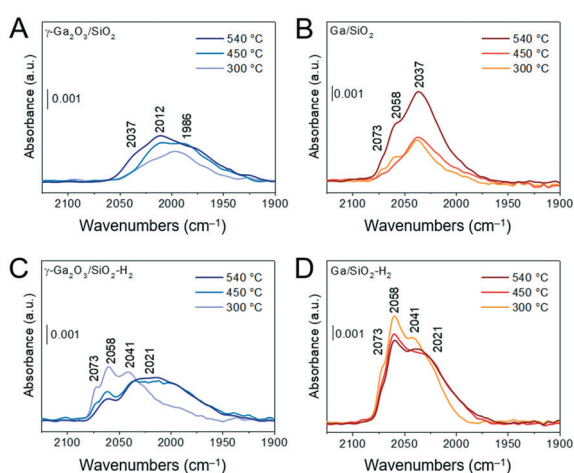 A
γ-Ga2O3/SiO2
540 °C
450 °C
300 °C
0.001
2037
2012
1986
Absorbance (a.u.)
2100 2050 2000 1950 1900
Wavenumbers (cm⁻¹)
B
Ga/SiO2
540 °C
450 °C
300 °C
0.001
2073
2058
2037
Absorbance (a.u.)
2100 2050 2000 1950 1900
Wavenumbers (cm⁻¹)
C
γ-Ga2O3/SiO2-H2
540 °C
450 °C
300 °C
0.001
2073
2058
2041
2021
Absorbance (a.u.)
2100 2050 2000 1950 1900
Wavenumbers (cm⁻¹)
D
Ga/SiO2-H2
540 °C
450 °C
300 °C
0.001
2073
2058
2041
2021
Absorbance (a.u.)
2100 2050 2000 1950 1900
Wavenumbers (cm⁻¹)